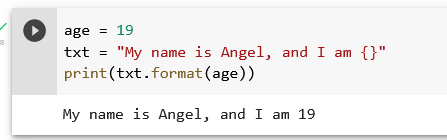 age = 19
txt = "My name is Angel, and I am {}"
print(txt.format(age))
My name is Angel, and I am 19